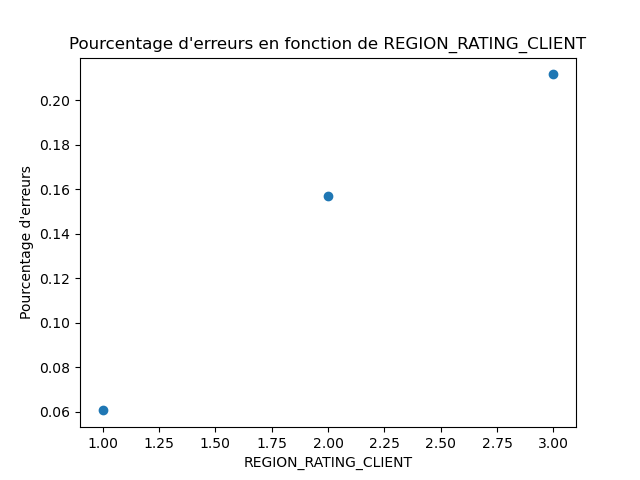 Pourcentage d'erreurs en fonction de REGION_RATING_CLIENT
Pourcentage d'erreurs
0.20
0.18
0.16
0.14
0.12
0.10
0.08
0.06
1.00 1.25 1.50 1.75 2.00 2.25 2.50 2.75 3.00
REGION_RATING_CLIENT